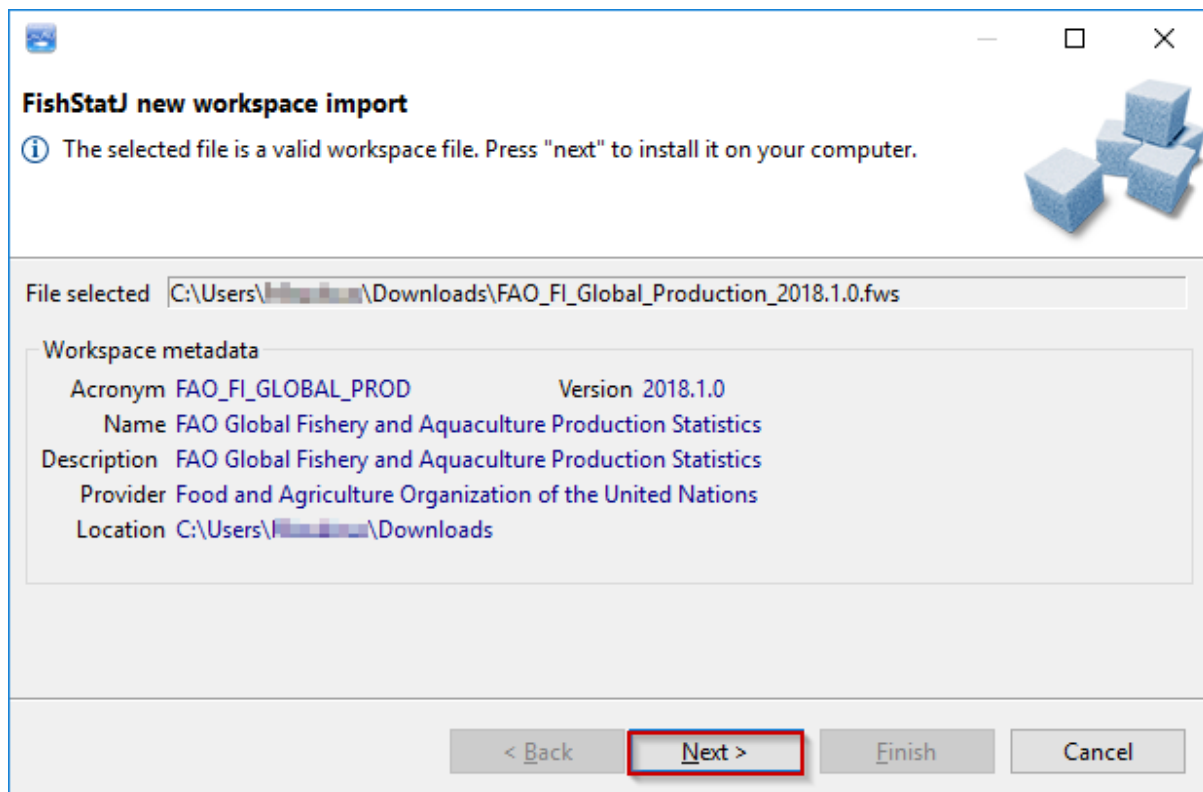 FishStatJ new workspace import
The selected file is a valid workspace file. Press "next" to install it on your computer.
File selected C:\Users\ \Downloads\FAO_FI_Global_Production_2018.1.0.fws
Workspace metadata
Acronym FAO_FI_GLOBAL_PROD Version 2018.1.0
Name FAO Global Fishery and Aquaculture Production Statistics
Description FAO Global Fishery and Aquaculture Production Statistics
Provider Food and Agriculture Organization of the United Nations
Location C:\Users\ \Downloads
< Back Next > Finish Cancel